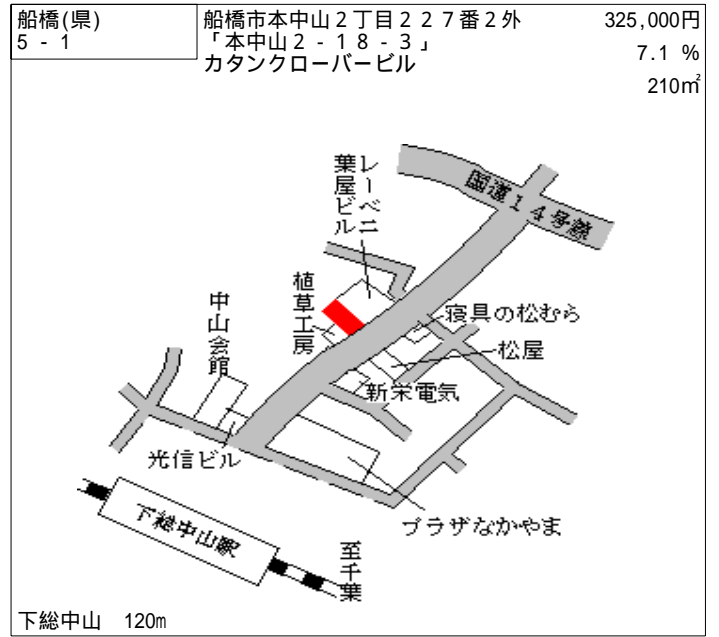 船橋(県)
5 - 1
船橋市本中山２丁目２２７番２外
「本中山２ - １８ - ３」
カタンクローバービル
325,000円
7.1 %
210㎡
国道１４号線
レーベニ
葉屋ビル
植草工房
中山会館
寝具の松むら
松屋
新栄電気
光信ビル
プラザなかやま
下総中山駅
至千葉
下総中山 120m